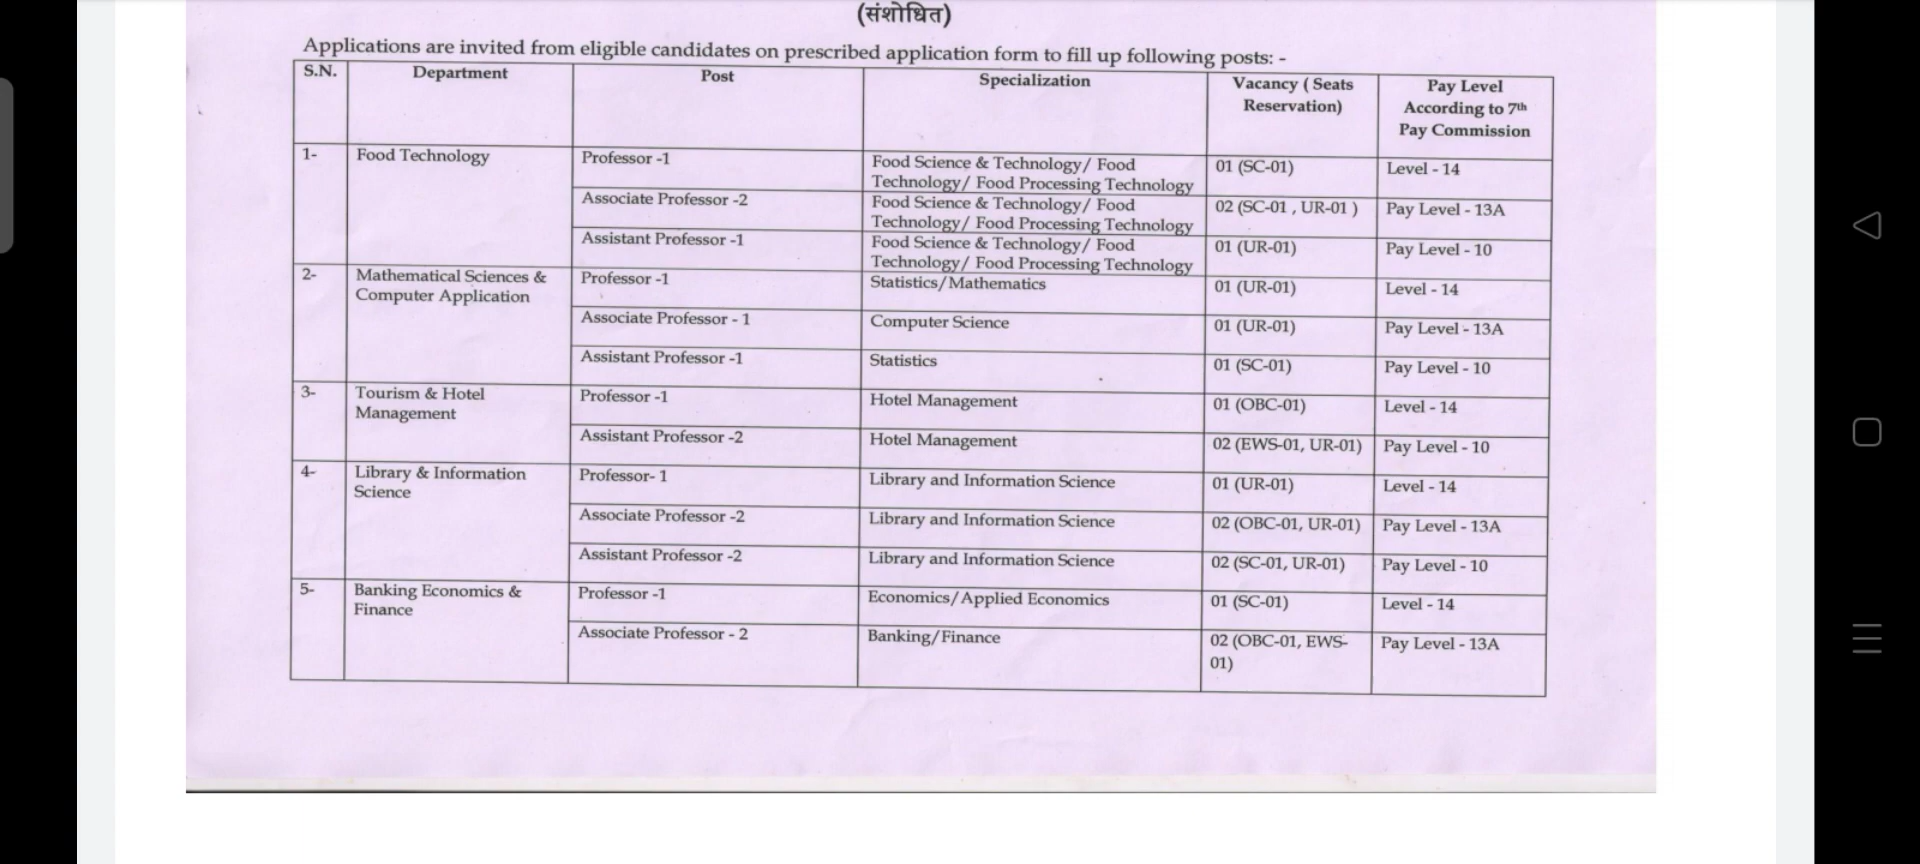 (संशोधित)
Applications are invited from eligible candidates on prescribed application form to fill up following posts: -
S.N.
Department
Post
Specialization
Vacancy ( Seats
Reservation)
Pay Level
According to 7th
Pay Commission
1-
Food Technology
Professor -1
Food Science & Technology/ Food
Technology/ Food Processing Technology
01 (SC-01)
Level - 14
Associate Professor -2
Food Science & Technology/ Food
Technology/ Food Processing Technology
02 (SC-01 , UR-01 )
Pay Level - 13A
Assistant Professor -1
Food Science & Technology/ Food
Technology/ Food Processing Technology
01 (UR-01)
Pay Level - 10
2-
Mathematical Sciences &
Computer Application
Professor -1
Statistics/Mathematics
01 (UR-01)
Level - 14
Associate Professor - 1
Computer Science
01 (UR-01)
Pay Level - 13A
Assistant Professor -1
Statistics
01 (SC-01)
Pay Level - 10
3-
Tourism & Hotel
Management
Professor -1
Hotel Management
01 (OBC-01)
Level - 14
Assistant Professor -2
Hotel Management
02 (EWS-01, UR-01)
Pay Level - 10
4-
Library & Information
Science
Professor- 1
Library and Information Science
01 (UR-01)
Level - 14
Associate Professor -2
Library and Information Science
02 (OBC-01, UR-01)
Pay Level - 13A
Assistant Professor -2
Library and Information Science
02 (SC-01, UR-01)
Pay Level - 10
5-
Banking Economics &
Finance
Professor -1
Economics/Applied Economics
01 (SC-01)
Level - 14
Associate Professor - 2
Banking/Finance
02 (OBC-01, EWS-
01)
Pay Level - 13A